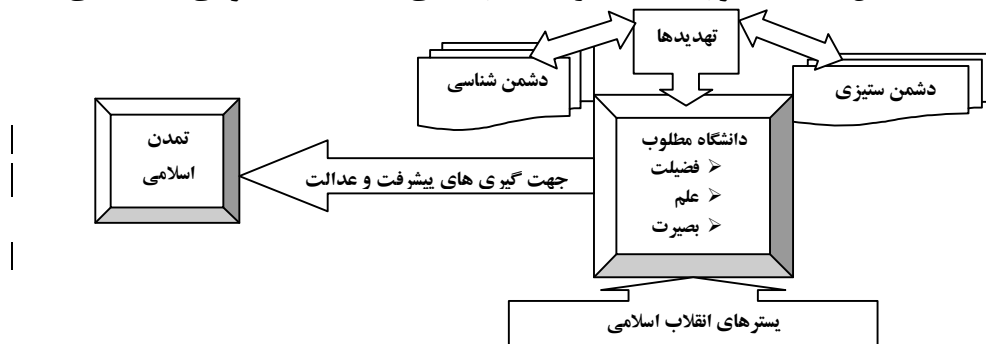 تهدیدها
دشمن شناسی
دشمن ستیزی
دانشگاه مطلوب
فضیلت
علم
بصیرت
جهت گیری های پیشرفت و عدالت
تمدن
اسلامی
بسترهای انقلاب اسلامی